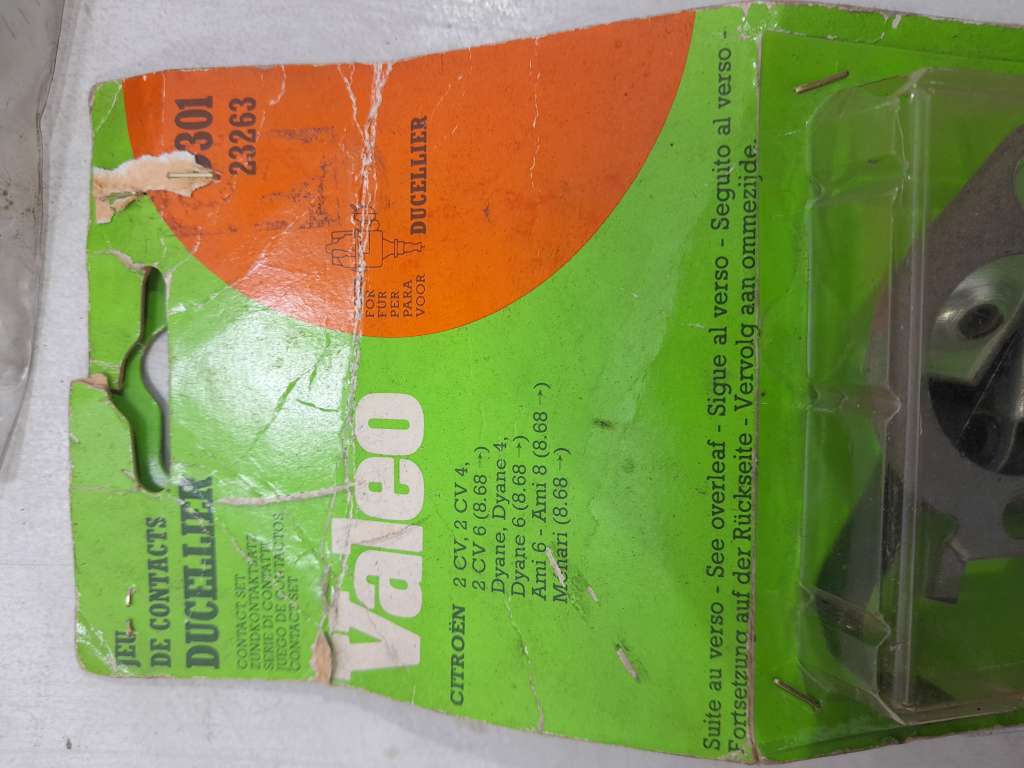 JEU
DE CONTACTS
DUCELLIER
CONTACT SET
ZUNDKONTAKTSATZ
SERIE DI CONTATTI
JUEGO DE CONTACTOS
CONTACT SET
301
23263
FOR
FUR
PER
PARA
VOOR
DUCELLIER
Valeo
CITROËN 2 CV, 2 CV 4,
2 CV 6 (8.68 →)
Dyane, Dyane 4,
Dyane 6 (8.68 →)
Ami 6 - Ami 8 (8.68 →)
Mehari (8.68 →)
Suite au verso - See overleaf - Sigue al verso - Seguito al verso -
Fortsetzung auf der Rückseite - Vervolg aan ommezijde.